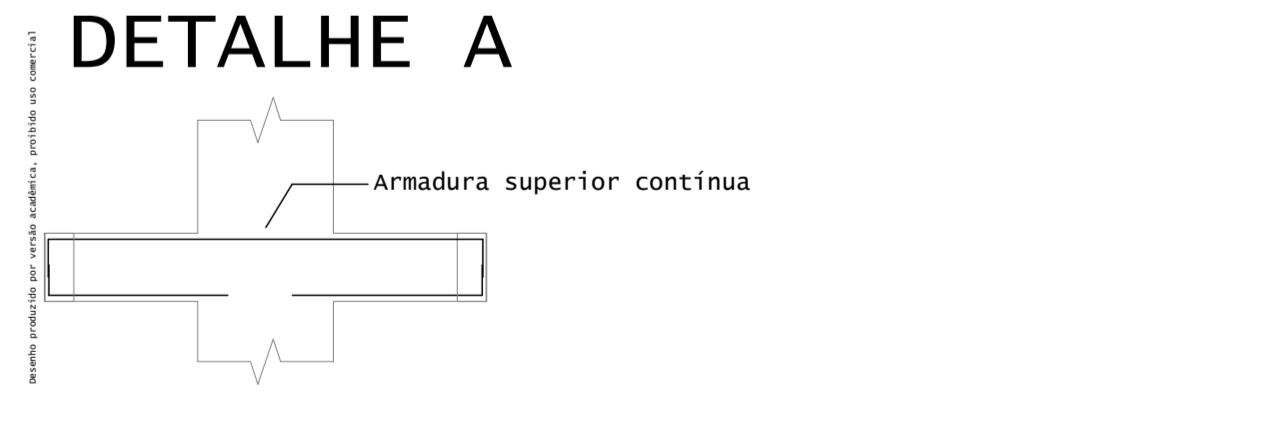 DETALHE A
Armadura superior contínua
Desenho produzido por versão acadêmica, proibido uso comercial